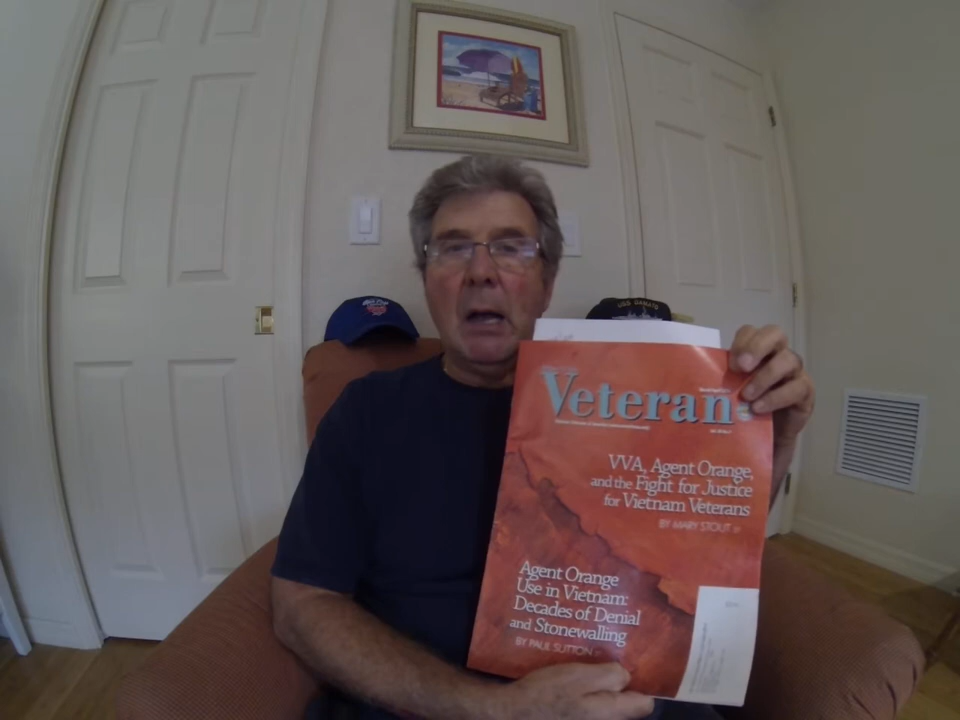 USS
Veteran
VVA, Agent Orange,
and the Fight for Justice
for Vietnam Veterans
BY MARY STOUT
Agent Orange
Use in Vietnam:
Decades of Denial
and Stonewalling
BY PAUL SUTTON